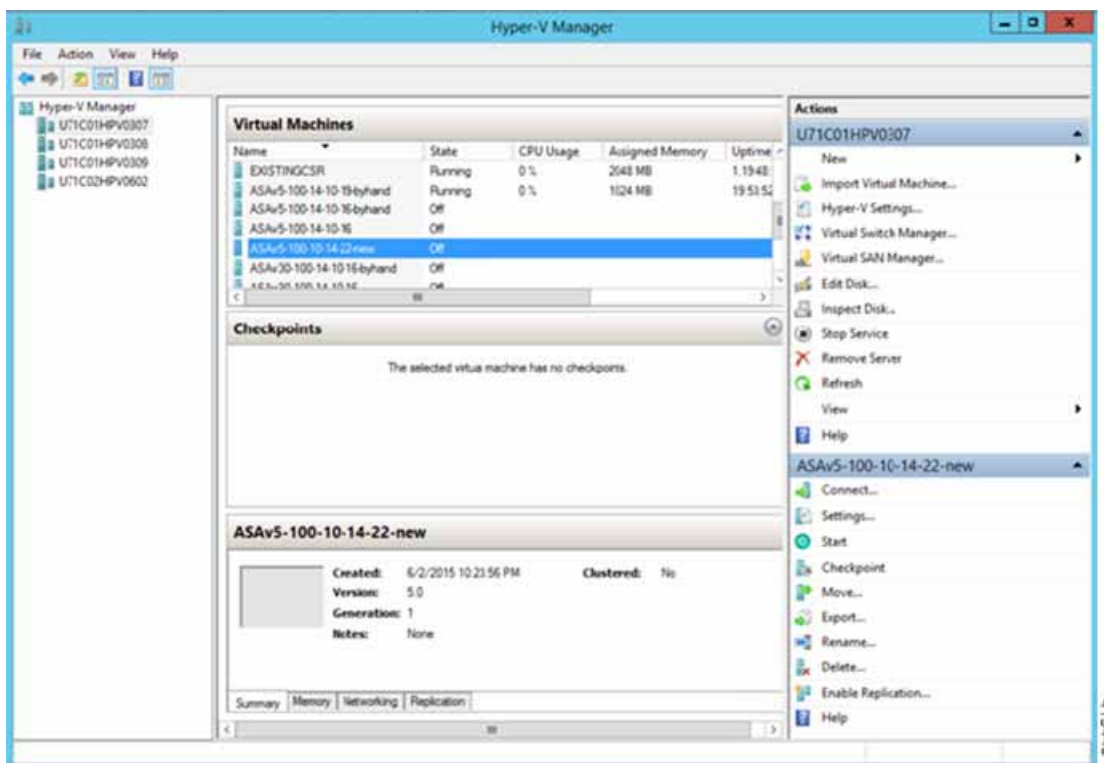 Hyper-V Manager
File Action View Help
Hyper-V Manager
U71C01HPV0307
U71C01HPV0308
U71C01HPV0309
U71C02HPV0602
Virtual Machines
Name State CPU Usage Assigned Memory Uptime
EXISTINGCSR Running 0 % 2048 MB 1.19:48:
ASAv5-100-14-10-19-byhand Running 0 % 1024 MB 19:53:52
ASAv5-100-14-10-16-byhand Off
ASAv5-100-14-10-16 Off
ASAv5-100-10-14-22-new Off
ASAv30-100-14-10-16-byhand Off
Checkpoints
The selected virtual machine has no checkpoints.
ASAv5-100-10-14-22-new
Created: 6/2/2015 10:23:56 PM Clustered: No
Version: 5.0
Generation: 1
Notes: None
Summary Memory Networking Replication
Actions
U71C01HPV0307
New
Import Virtual Machine...
Hyper-V Settings...
Virtual Switch Manager...
Virtual SAN Manager...
Edit Disk...
Inspect Disk...
Stop Service
Remove Server
Refresh
View
Help
ASAv5-100-10-14-22-new
Connect...
Settings...
Start
Checkpoint
Move...
Export...
Rename...
Delete...
Enable Replication...
Help